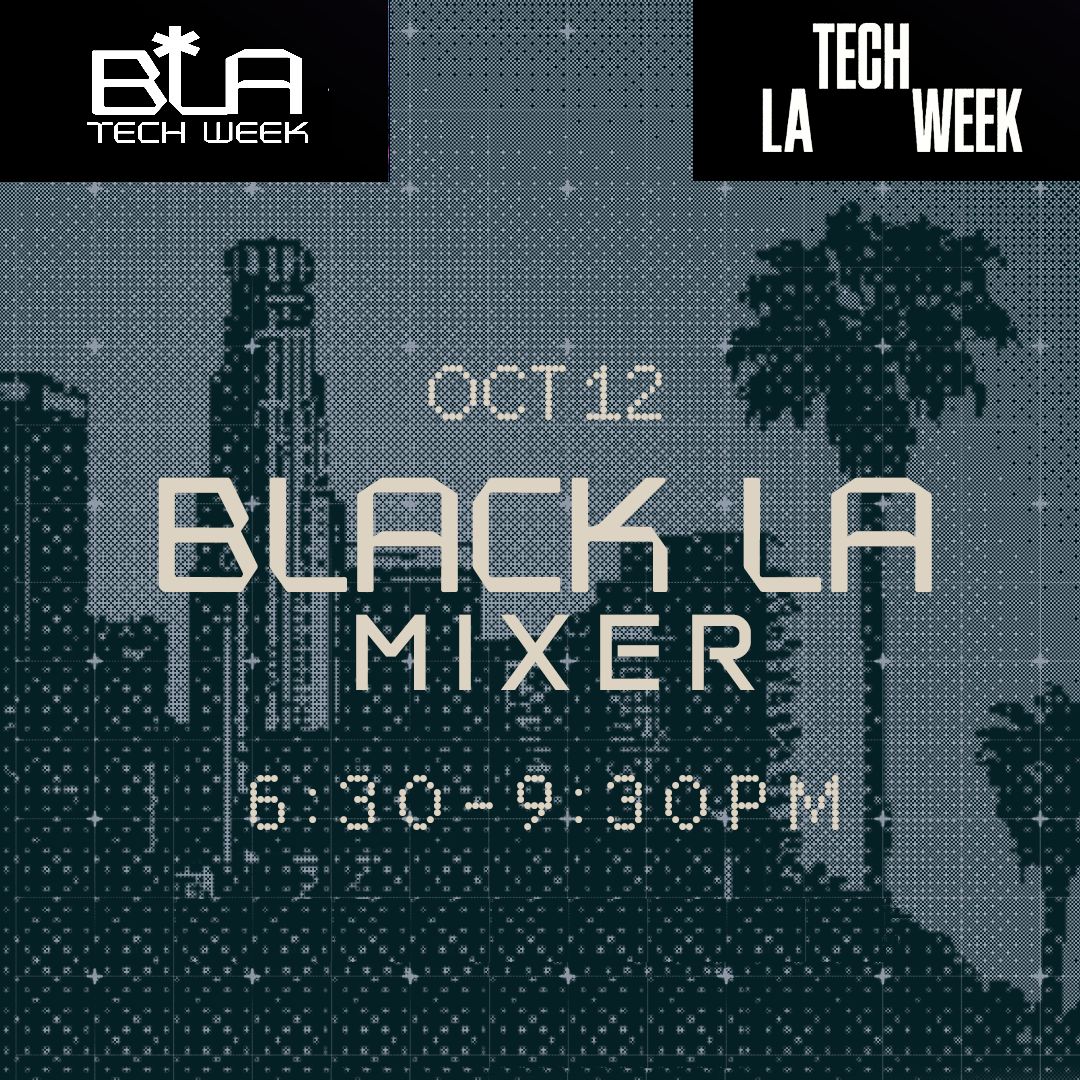 BLA
TECH WEEK
TECH
LA WEEK
OCT 12
BLACK LA
MIXER
6:30-9:30PM